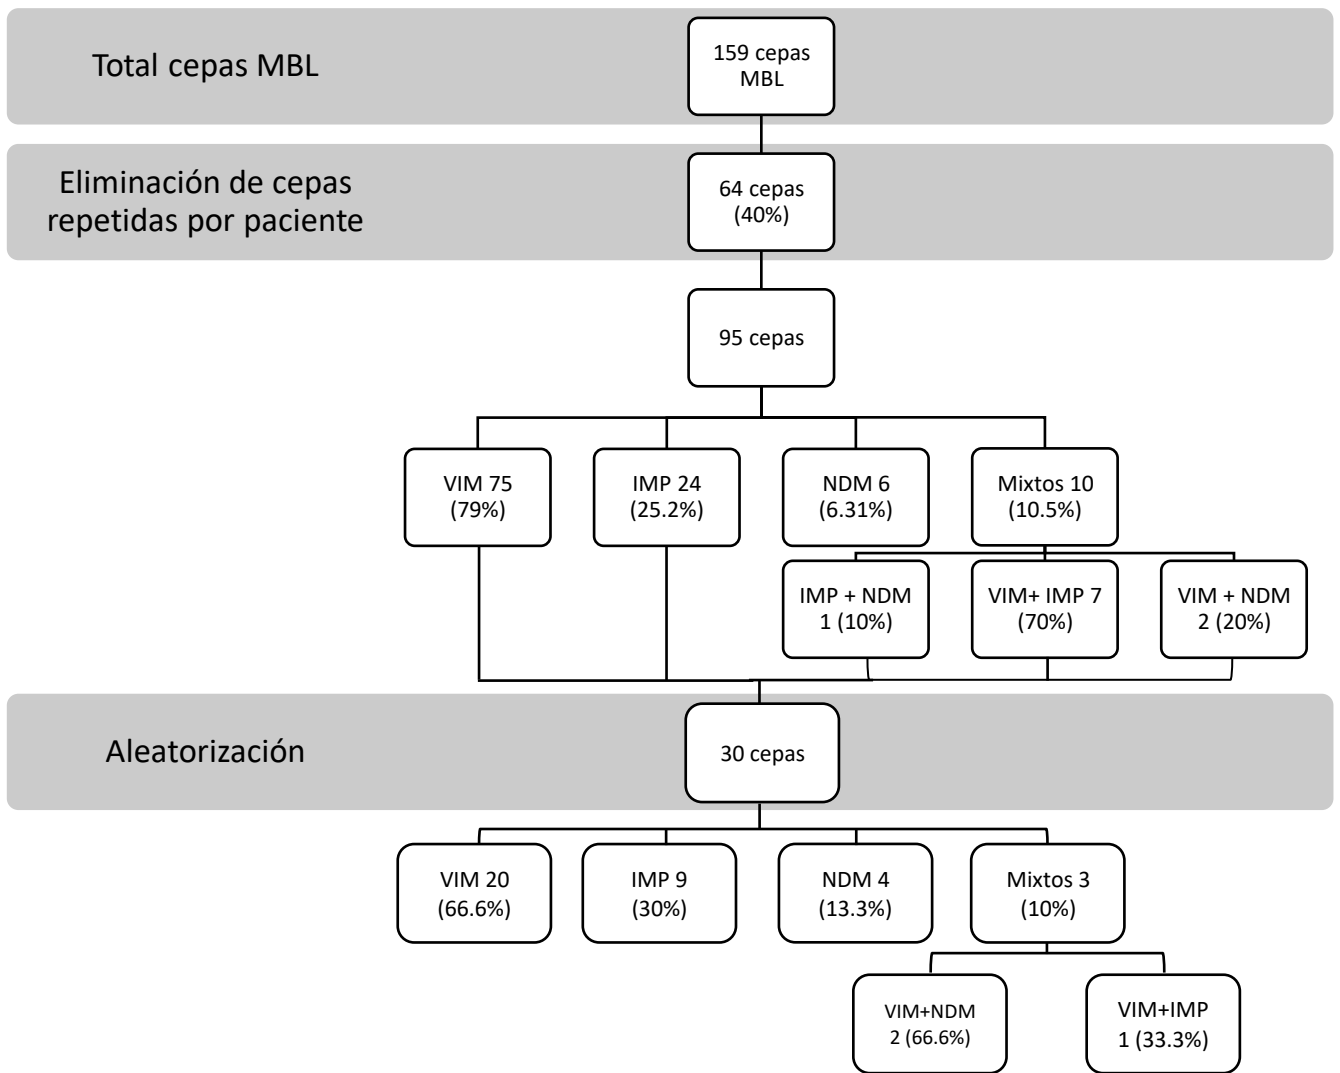 Total cepas MBL
159 cepas
MBL
Eliminación de cepas
repetidas por paciente
64 cepas
(40%)
95 cepas
VIM 75
(79%)
IMP 24
(25.2%)
NDM 6
(6.31%)
Mixtos 10
(10.5%)
IMP + NDM
1 (10%)
VIM+ IMP 7
(70%)
VIM + NDM
2 (20%)
Aleatorización
30 cepas
VIM 20
(66.6%)
IMP 9
(30%)
NDM 4
(13.3%)
Mixtos 3
(10%)
VIM+NDM
2 (66.6%)
VIM+IMP
1 (33.3%)